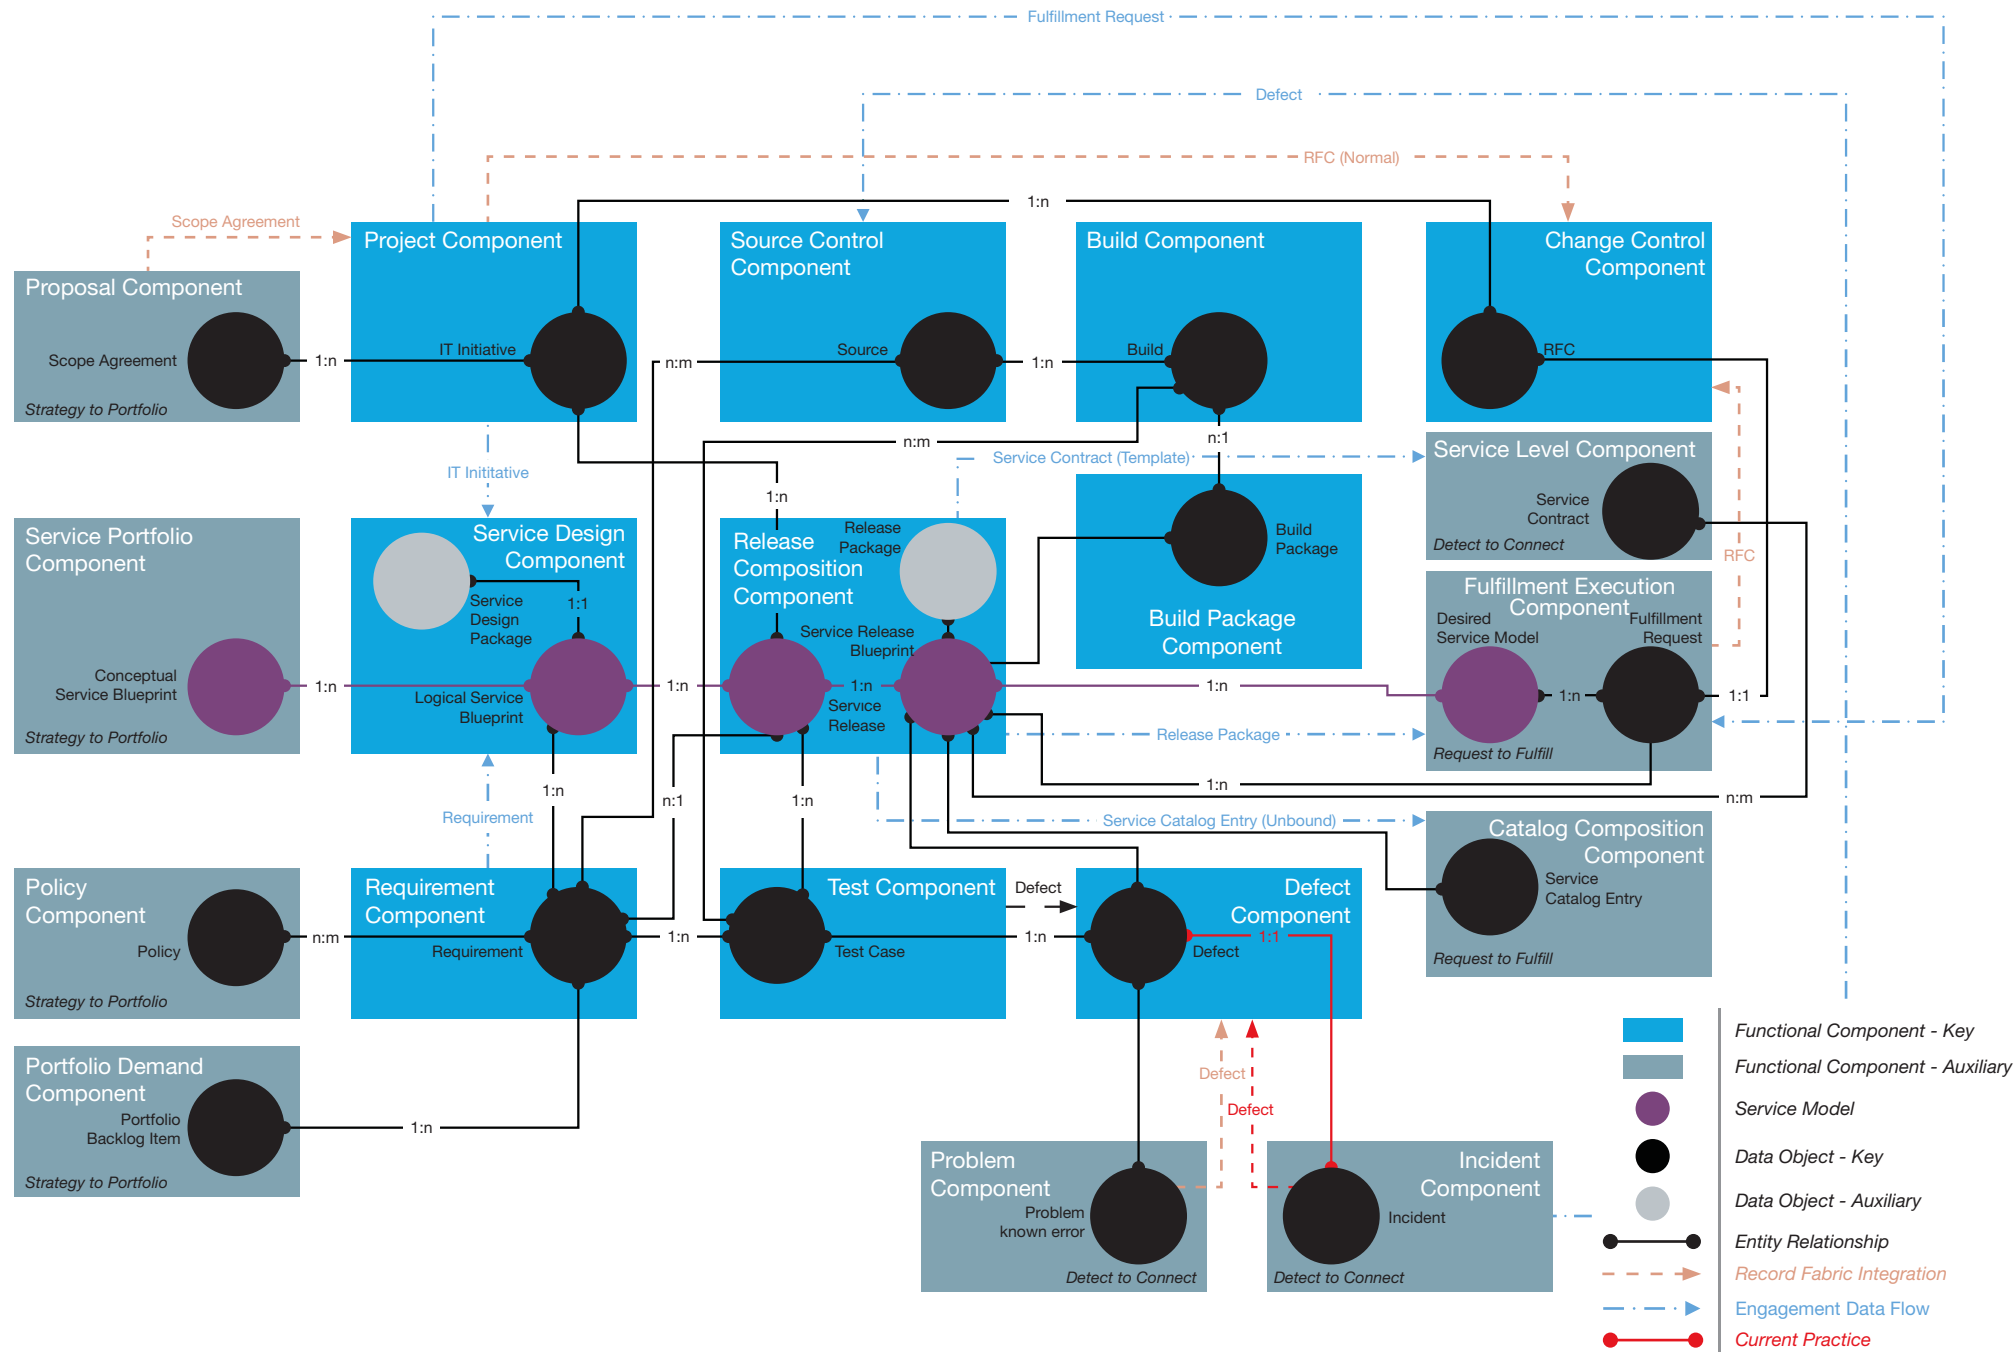 Fulfillment Request
Defect
RFC (Normal)
Scope Agreement
1:n
Project Component
Source Control
Component
Build Component
Change Control
Component
Proposal Component
Scope Agreement
1:n
IT Initiative
n:m
Source
1:n
Build
RFC
Strategy to Portfolio
n:m
n:1
Service Level Component
Service
Contract
Detect to Connect
IT Inititative
Service Contract (Template)
1:n
Service Portfolio
Component
Conceptual
Service Blueprint
Strategy to Portfolio
1:n
Service Design
Component
Service
Design
Package
1:1
Logical Service
Blueprint
1:n
Release
Composition
Component
Release
Package
Service Release
Blueprint
1:n
Service
Release
Build
Package
Build Package
Component
RFC
Fulfillment Execution
Component
Desired
Service Model
Fulfillment
Request
1:n
1:n
1:1
Request to Fulfill
Release Package
1:n
n:m
1:n
n:1
1:n
Requirement
Service Catalog Entry (Unbound)
Catalog Composition
Component
Service
Catalog Entry
Request to Fulfill
Policy
Component
Policy
Strategy to Portfolio
n:m
Requirement
Component
Requirement
1:n
Test Component
Test Case
Defect
1:n
Defect
Component
Defect
1:1
Portfolio Demand
Component
Portfolio
Backlog Item
Strategy to Portfolio
1:n
Defect
Defect
Problem
Component
Problem
known error
Detect to Connect
Incident
Component
Incident
Detect to Connect
Functional Component - Key
Functional Component - Auxiliary
Service Model
Data Object - Key
Data Object - Auxiliary
Entity Relationship
Record Fabric Integration
Engagement Data Flow
Current Practice